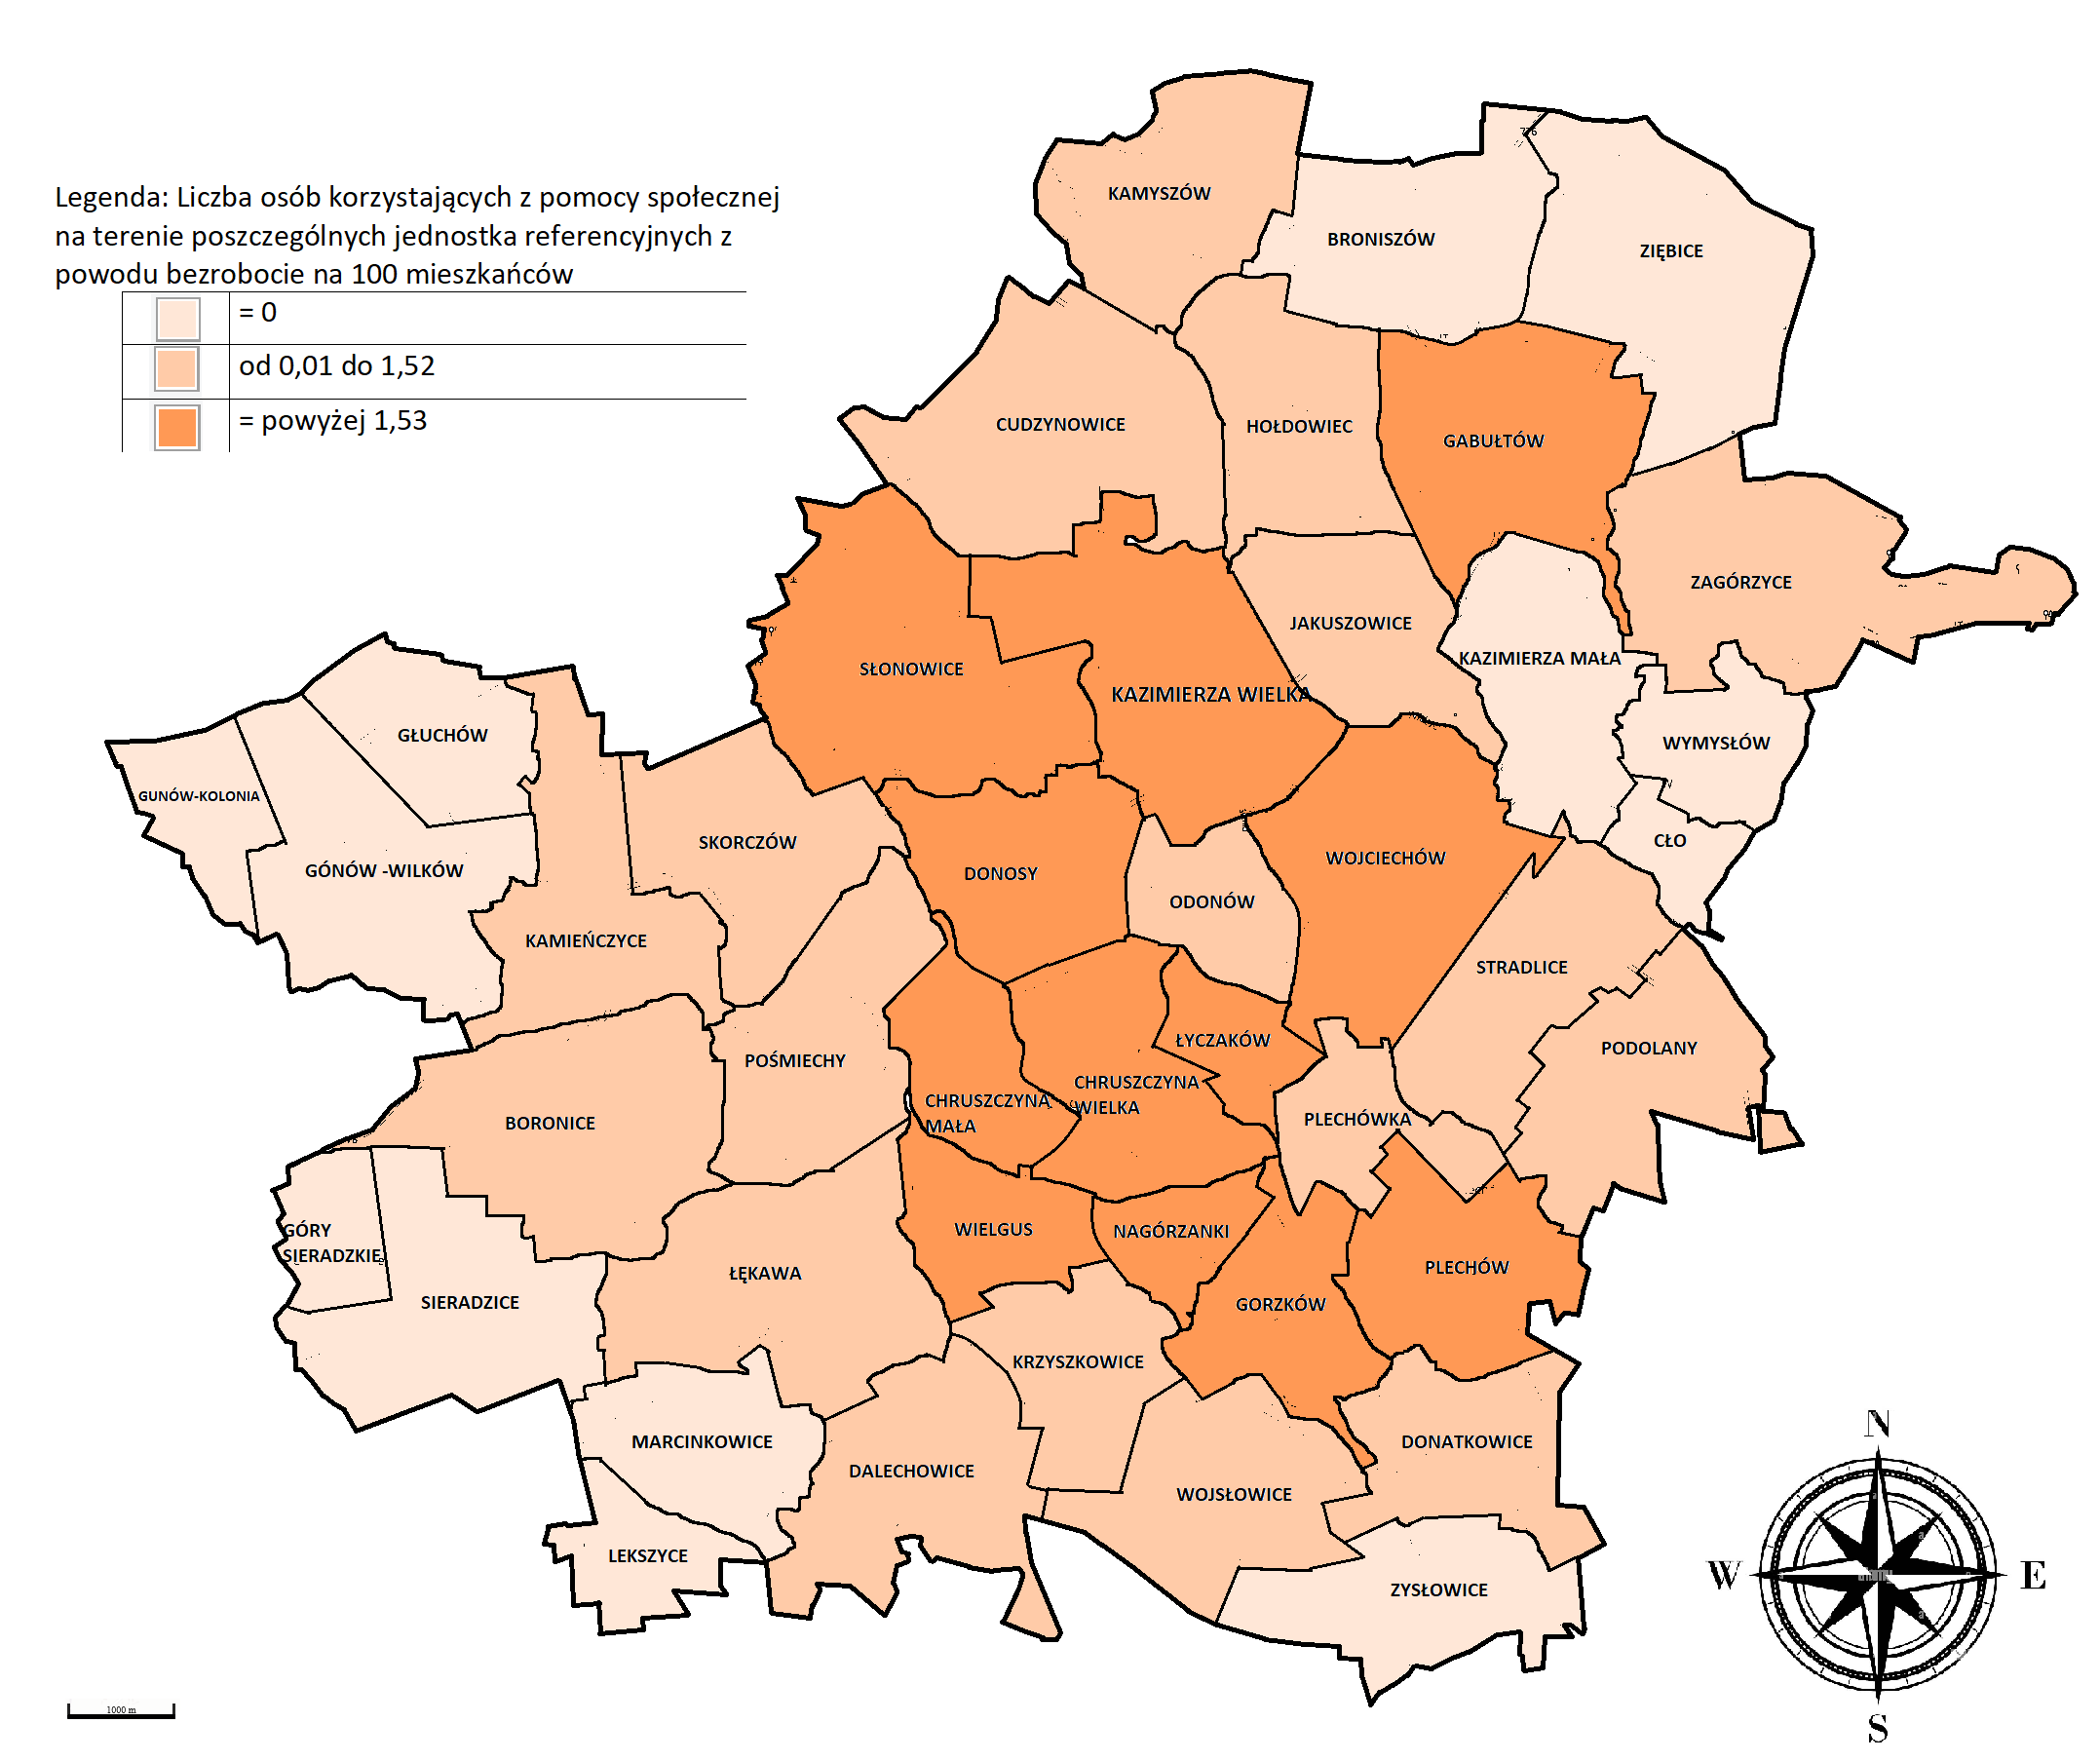 Legenda: Liczba osób korzystających z pomocy społecznej
na terenie poszczególnych jednostka referencyjnych z
powodu bezrobocie na 100 mieszkańców
= 0
od 0,01 do 1,52
= powyżej 1,53
776
KAMYSZÓW
BRONISZÓW
ZIĘBICE
CUDZYNOWICE
HOŁDOWIEC
GABUŁTÓW
ZAGÓRZYCE
JAKUSZOWICE
KAZIMIERZA MAŁA
SŁONOWICE
KAZIMIERZA WIELKA
GŁUCHÓW
WYMYSŁÓW
GUNÓW-KOLONIA
SKORCZÓW
CŁO
GÓNÓW -WILKÓW
DONOSY
WOJCIECHÓW
ODONÓW
KAMIEŃCZYCE
STRADLICE
POŚMIECHY
ŁYCZAKÓW
PODOLANY
CHRUSZCZYNA
WIELKA
CHRUSZCZYNA
MAŁA
BORONICE
PLECHÓWKA
GÓRY
SIERADZKIE
WIELGUS
NAGÓRZANKI
ŁĘKAWA
PLECHÓW
SIERADZICE
GORZKÓW
KRZYSZKOWICE
MARCINKOWICE
DALECHOWICE
DONATKOWICE
WOJSŁOWICE
LEKSZYCE
ZYSŁOWICE
N
W
E
S
1000 m